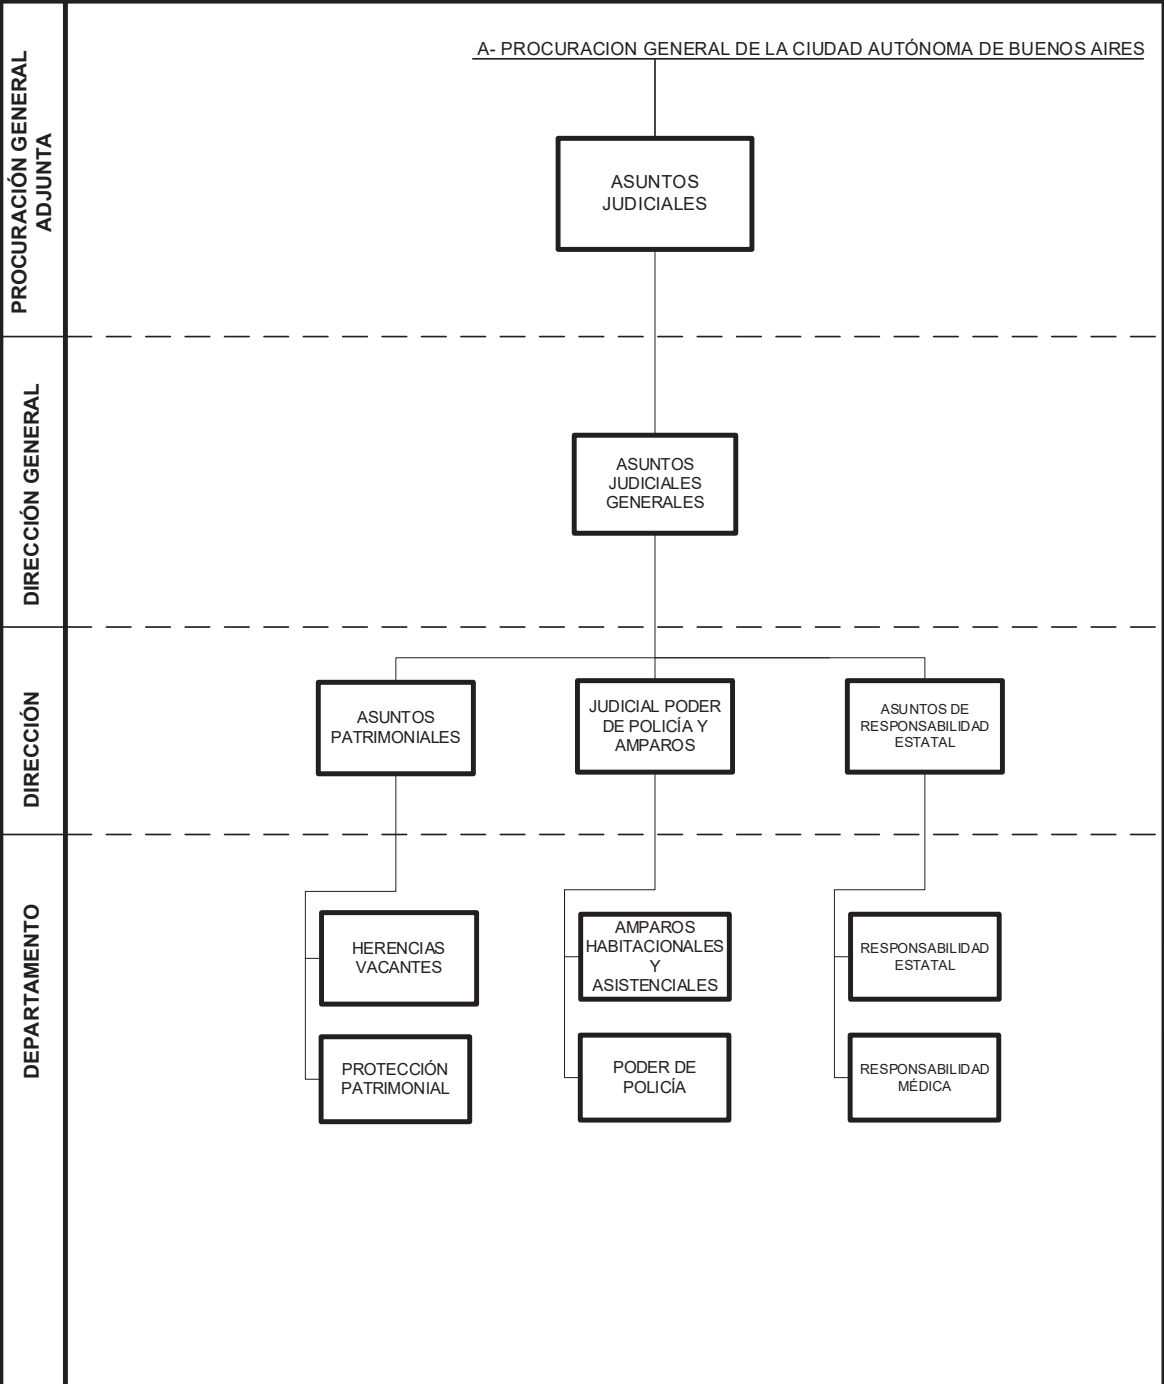 A- PROCURACION GENERAL DE LA CIUDAD AUTÓNOMA DE BUENOS AIRES
PROCURACIÓN GENERAL
ADJUNTA
ASUNTOS
JUDICIALES
DIRECCIÓN GENERAL
ASUNTOS
JUDICIALES
GENERALES
DIRECCIÓN
ASUNTOS
PATRIMONIALES
JUDICIAL PODER
DE POLICÍA Y
AMPAROS
ASUNTOS DE
RESPONSABILIDAD
ESTATAL
DEPARTAMENTO
HERENCIAS
VACANTES
AMPAROS
HABITACIONALES
Y
ASISTENCIALES
RESPONSABILIDAD
ESTATAL
PROTECCIÓN
PATRIMONIAL
PODER DE
POLICÍA
RESPONSABILIDAD
MÉDICA